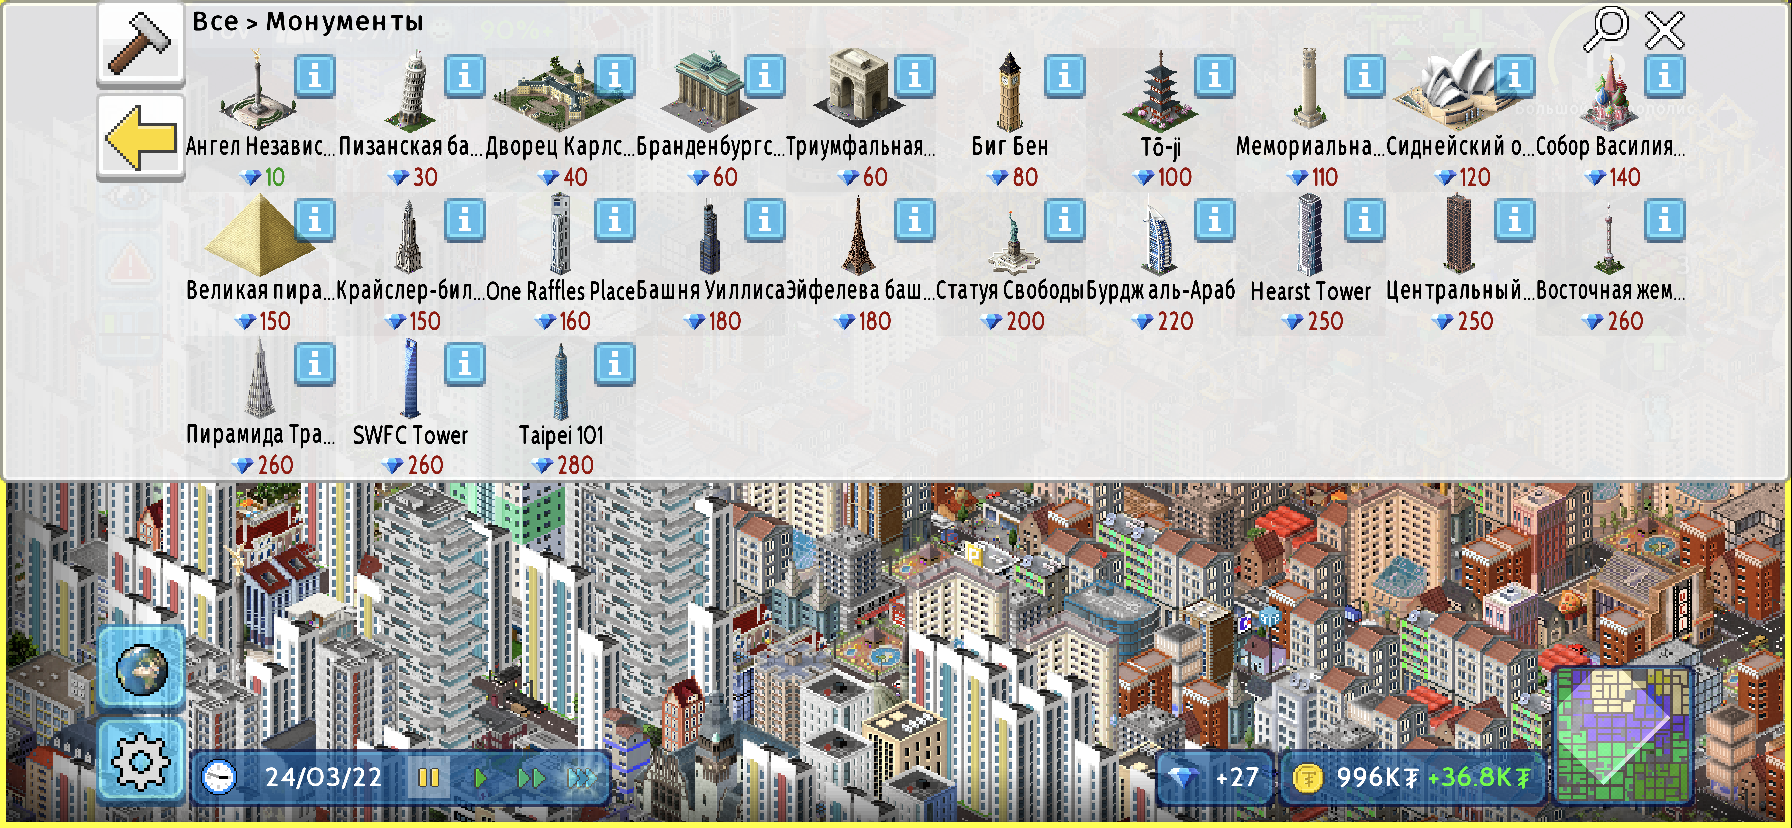 Все > Монументы
Ангел Независ... Пизанская ба... Дворец Карлс... Бранденбургс... Триумфальная... Биг Бен Tō-ji Мемориальна... Сиднейский о... Собор Василия...
10 30 40 60 60 80 100 110 120 140
Великая пира... Крайслер-бил... One Raffles Place Башня Уиллиса Эйфелева баш... Статуя Свободы Бурдж аль-Араб Hearst Tower Центральный... Восточная жем...
150 150 160 180 180 200 220 250 250 260
Пирамида Тра... SWFC Tower Taipei 101
260 260 280
24/03/22 +27 996K₮ +36.8K₮